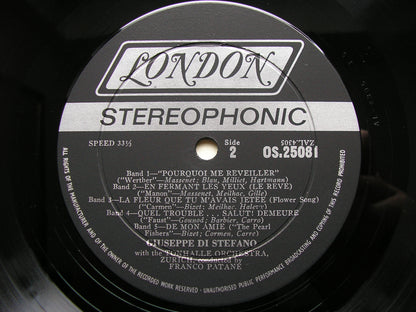 LONDON
STEREOPHONIC
SPEED 33⅓
Side
2
ZAL.4305
OS.25081
Band 1—"POURQUOI ME REVEILLER"
("Werther"—Massenet; Blau, Milliet, Hartmann)
Band 2—EN FERMANT LES YEUX (LE REVE)
("Manon"—Massenet; Meilhac, Gille)
Band 3—LA FLEUR QUE TU M'AVAIS JETEE (Flower Song)
("Carmen"—Bizet; Meilhac, Halevy)
Band 4—QUEL TROUBLE . . . SALUT! DEMEURE
("Faust"—Gounod; Barbier, Carré)
Band 5—DE MON AMIE ("The Pearl
Fishers"—Bizet; Cormon, Carre)
GIUSEPPE DI STEFANO
with the TONHALLE ORCHESTRA,
ZURICH, conducted by
FRANCO PATANÈ
ALL RIGHTS OF THE MANUFACTURER AND OF THE OWNER OF THE RECORDED WORK RESERVED · UNAUTHORISED PUBLIC PERFORMANCE BROADCASTING AND COPYING OF THIS RECORD PROHIBITED